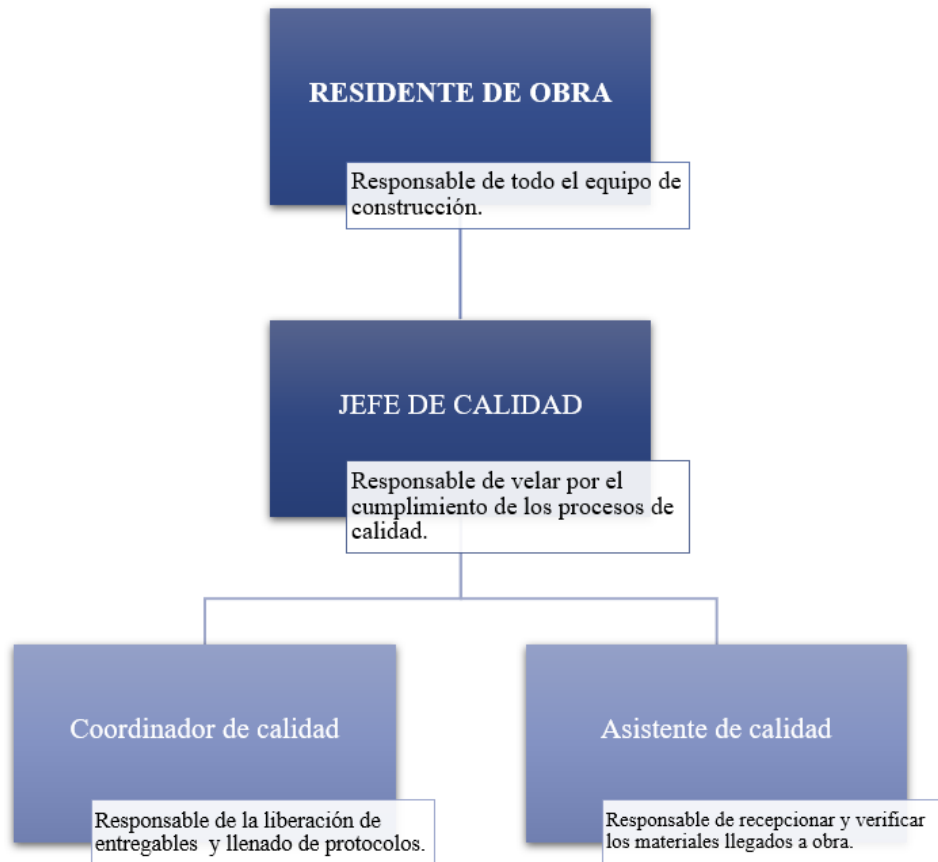 RESIDENTE DE OBRA
Responsable de todo el equipo de
construcción.
JEFE DE CALIDAD
Responsable de velar por el
cumplimiento de los procesos de
calidad.
Coordinador de calidad
Responsable de la liberación de
entregables y llenado de protocolos.
Asistente de calidad
Responsable de recepcionar y verificar
los materiales llegados a obra.